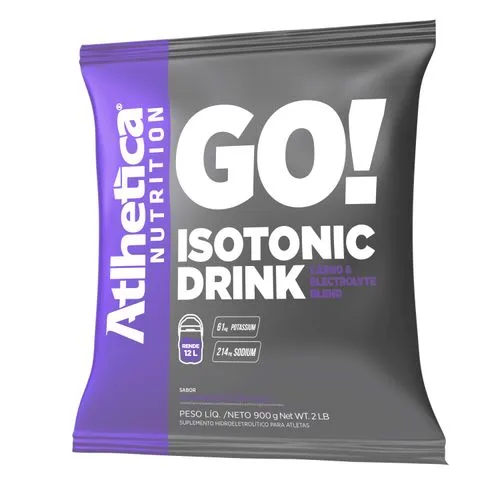 Atlhetica®
NUTRITION
GO!
ISOTONIC
DRINK
CARBO &
ELECTROLYTE
BLEND
RENDE
12 L
61mg POTASSIUM
214mg SODIUM
SABOR
PESO LÍQ. /NETO 900 g Net WT. 2 LB
SUPLEMENTO HIDROELETROLÍTICO PARA ATLETAS